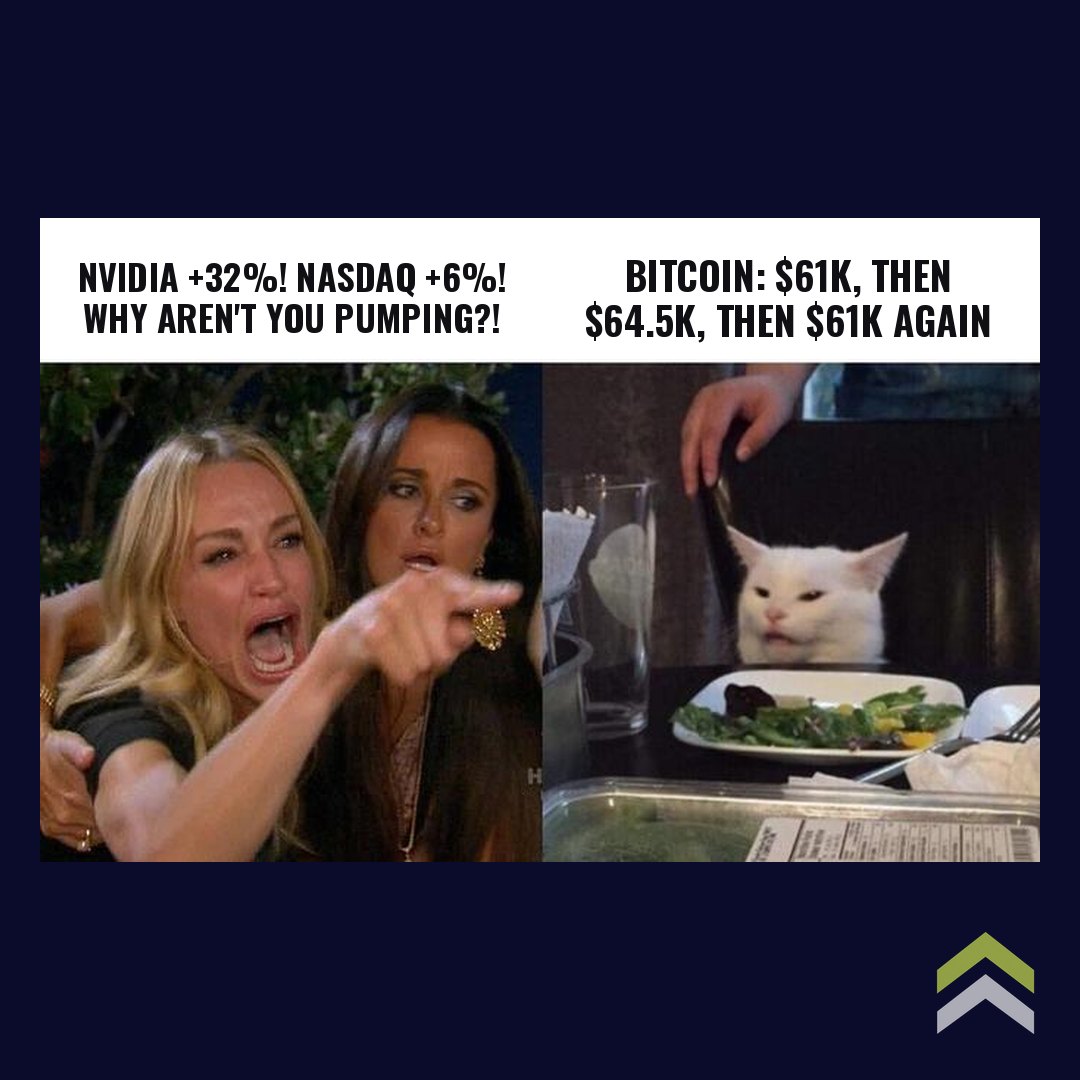 NVIDIA +32%! NASDAQ +6%!
WHY AREN'T YOU PUMPING?!
BITCOIN: $61K, THEN
$64.5K, THEN $61K AGAIN
H